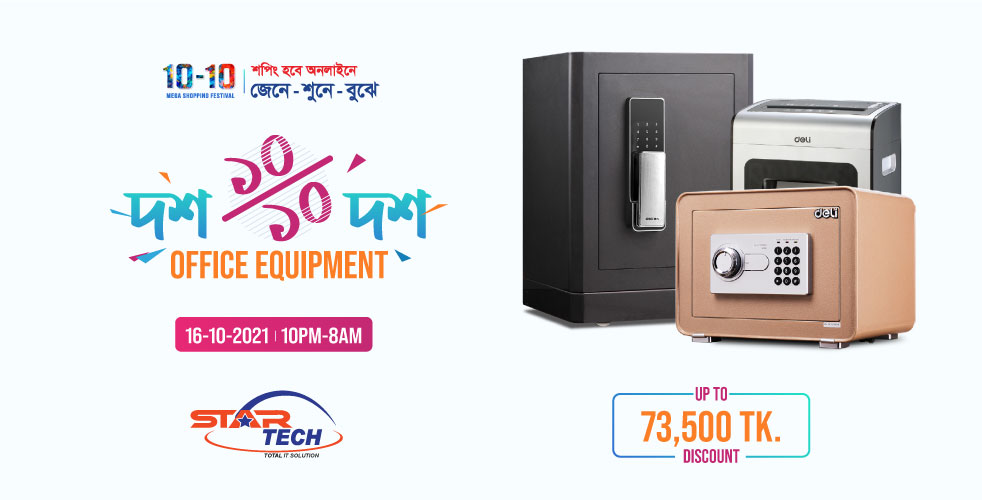 10-10
MEGA SHOPPING FESTIVAL
শপিং হবে অনলাইনে
জেনে - শুনে - বুঝে
দশ ১০/১০ দশ
OFFICE EQUIPMENT
16-10-2021 | 10PM-8AM
STAR
TECH
TOTAL IT SOLUTION
deli
deli
UP TO
73,500 TK.
DISCOUNT